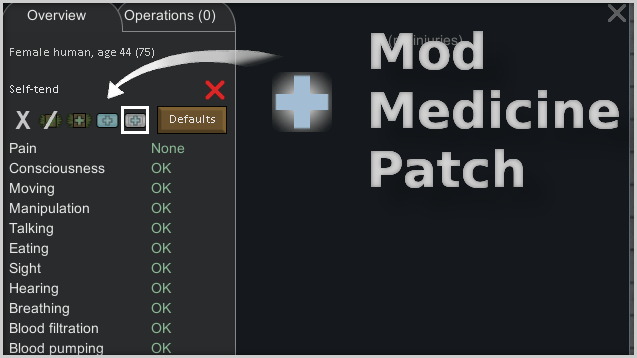 Overview
Operations (0)
Female human, age 44 (75)
Self-tend
Defaults
Pain None
Consciousness OK
Moving OK
Manipulation OK
Talking OK
Eating OK
Sight OK
Hearing OK
Breathing OK
Blood filtration OK
Blood pumping OK
injuries)
Mod
Medicine
Patch